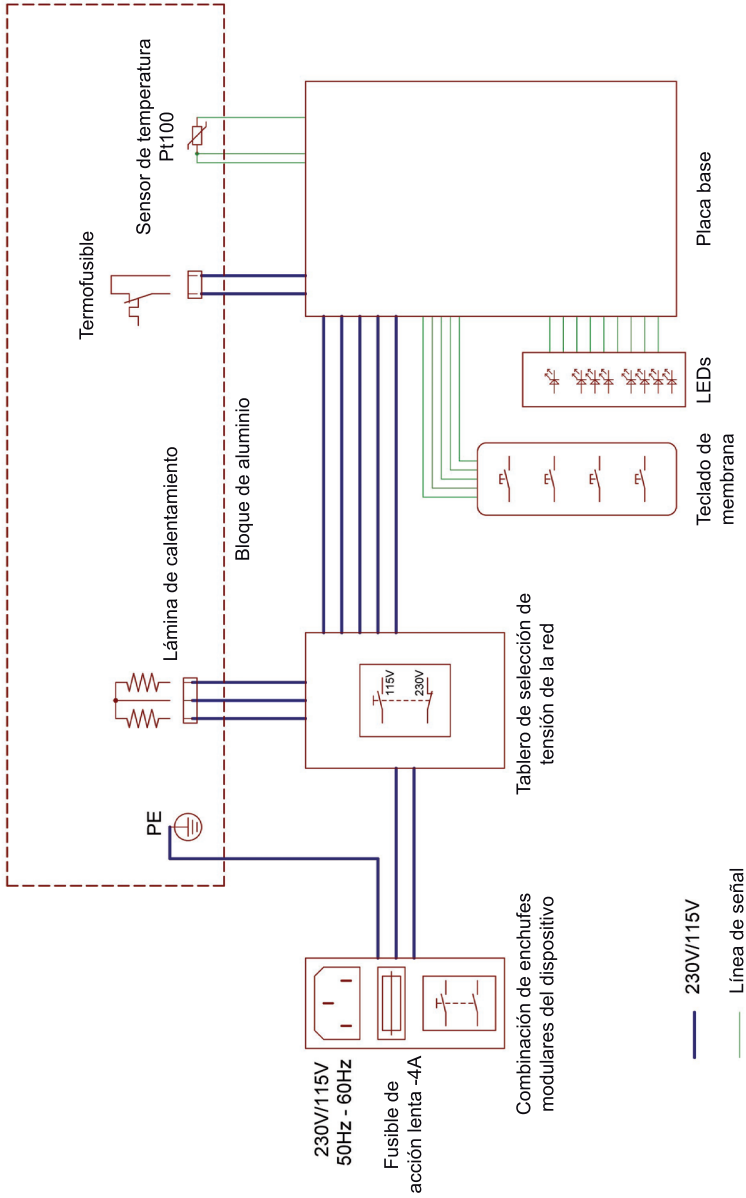 230V/115V
50Hz - 60Hz
Fusible de
acción lenta -4A
Combinación de enchufes
modulares del dispositivo
PE
Lámina de calentamiento
Bloque de aluminio
115V
230V
Tablero de selección de
tensión de la red
Termofusible
Sensor de temperatura
Pt100
Teclado de
membrana
LEDs
Placa base
230V/115V
Línea de señal